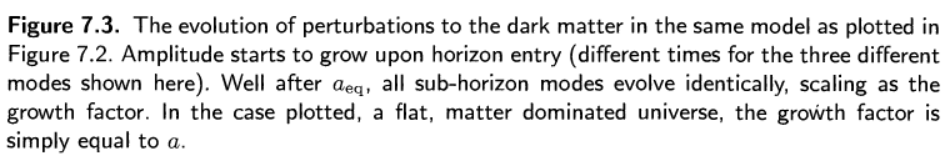 Figure 7.3. The evolution of perturbations to the dark matter in the same model as plotted in
Figure 7.2. Amplitude starts to grow upon horizon entry (different times for the three different
modes shown here). Well after a_eq, all sub-horizon modes evolve identically, scaling as the
growth factor. In the case plotted, a flat, matter dominated universe, the growth factor is
simply equal to a.